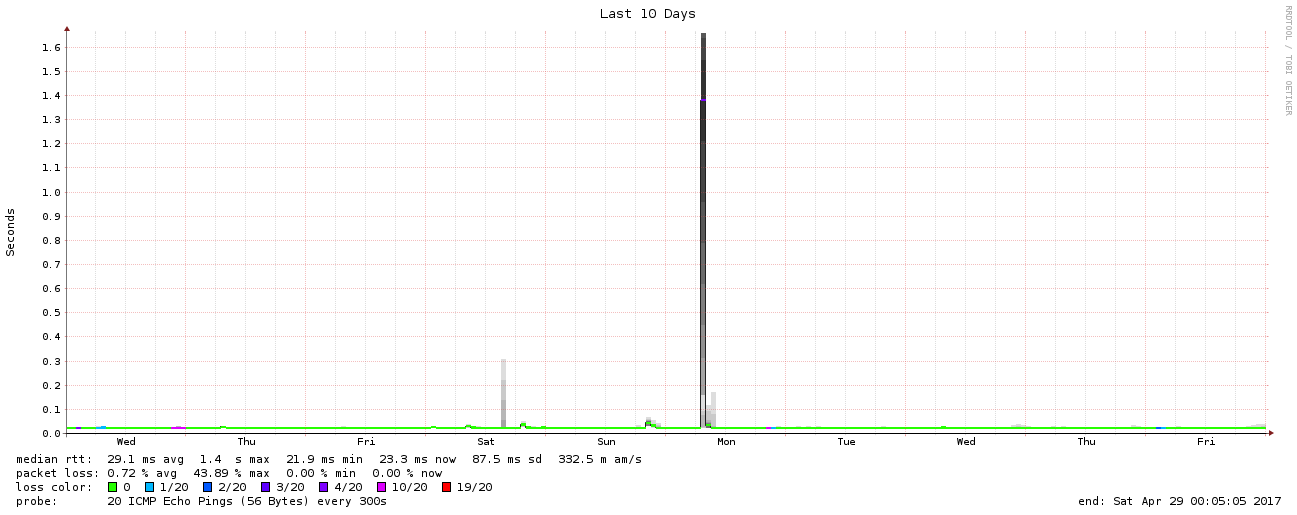 Last 10 Days
RRDTOOL / TOBI OETIKER
Seconds
1.6
1.5
1.4
1.3
1.2
1.1
1.0
0.9
0.8
0.7
0.6
0.5
0.4
0.3
0.2
0.1
0.0
Wed Thu Fri Sat Sun Mon Tue Wed Thu Fri
median rtt: 29.1 ms avg 1.4 s max 21.9 ms min 23.3 ms now 87.5 ms sd 332.5 m am/s
packet loss: 0.72 % avg 43.89 % max 0.00 % min 0.00 % now
loss color: 0 1/20 2/20 3/20 4/20 10/20 19/20
probe: 20 ICMP Echo Pings (56 Bytes) every 300s end: Sat Apr 29 00:05:05 2017